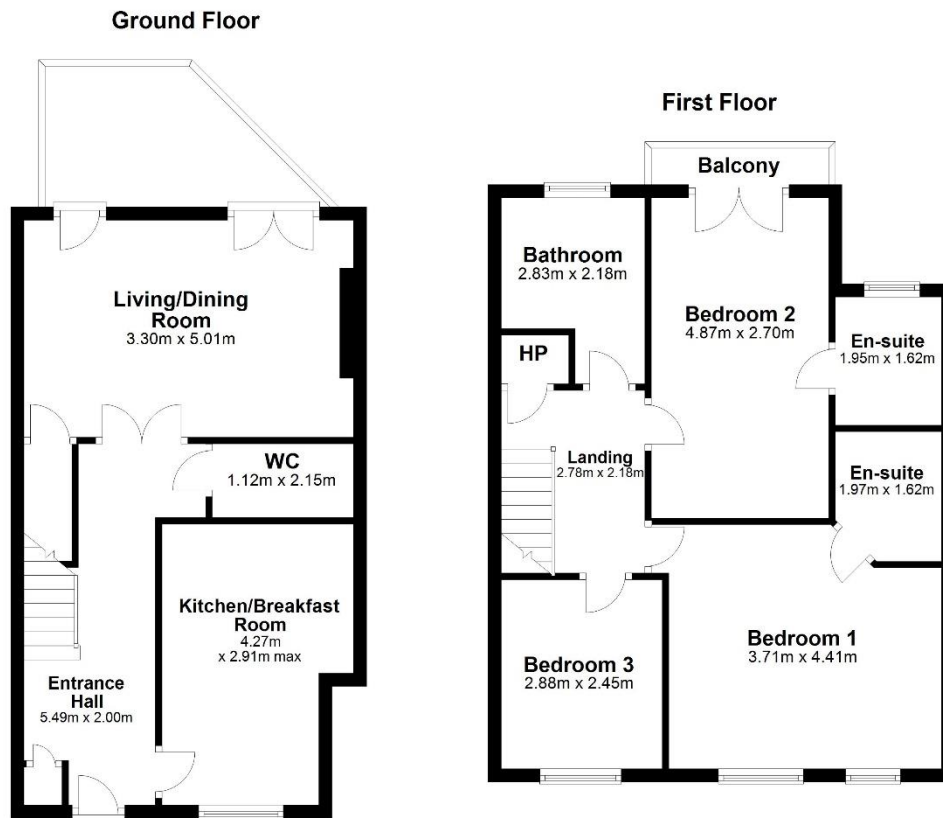 Ground Floor
Living/Dining
Room
3.30m x 5.01m
WC
1.12m x 2.15m
Kitchen/Breakfast
Room
4.27m
x 2.91m max
Entrance
Hall
5.49m x 2.00m
First Floor
Balcony
Bathroom
2.83m x 2.18m
Bedroom 2
4.87m x 2.70m
En-suite
1.95m x 1.62m
HP
Landing
2.78m x 2.18m
En-suite
1.97m x 1.62m
Bedroom 1
3.71m x 4.41m
Bedroom 3
2.88m x 2.45m